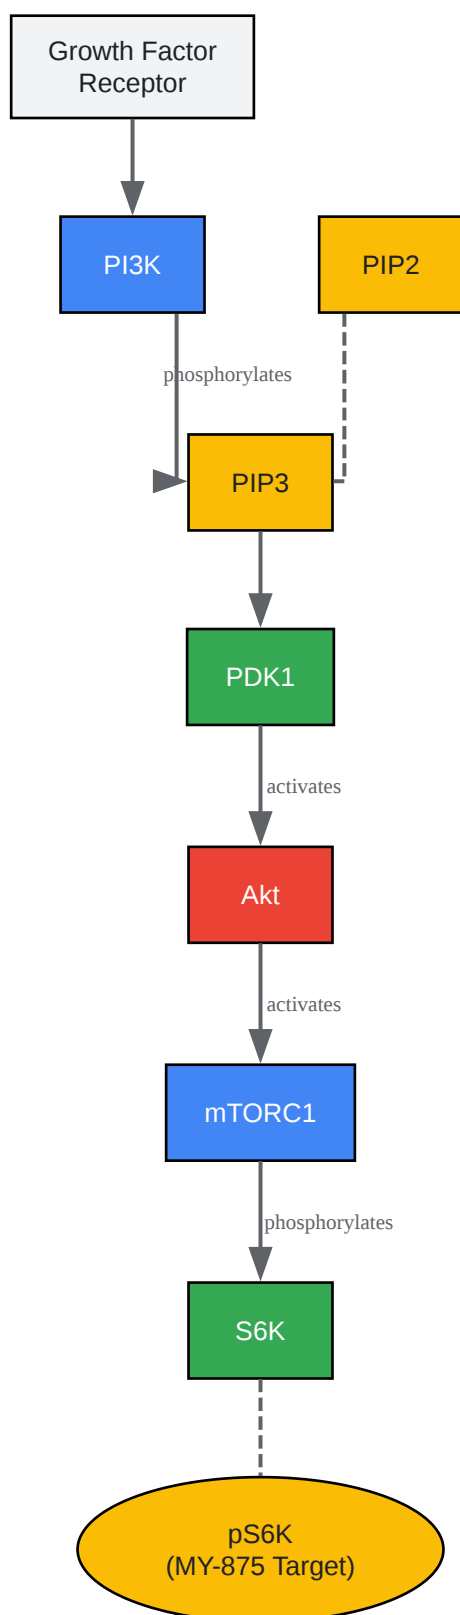 Growth Factor
Receptor
PI3K
PIP2
phosphorylates
PIP3
PDK1
activates
Akt
activates
mTORC1
phosphorylates
S6K
pS6K
(MY-875 Target)